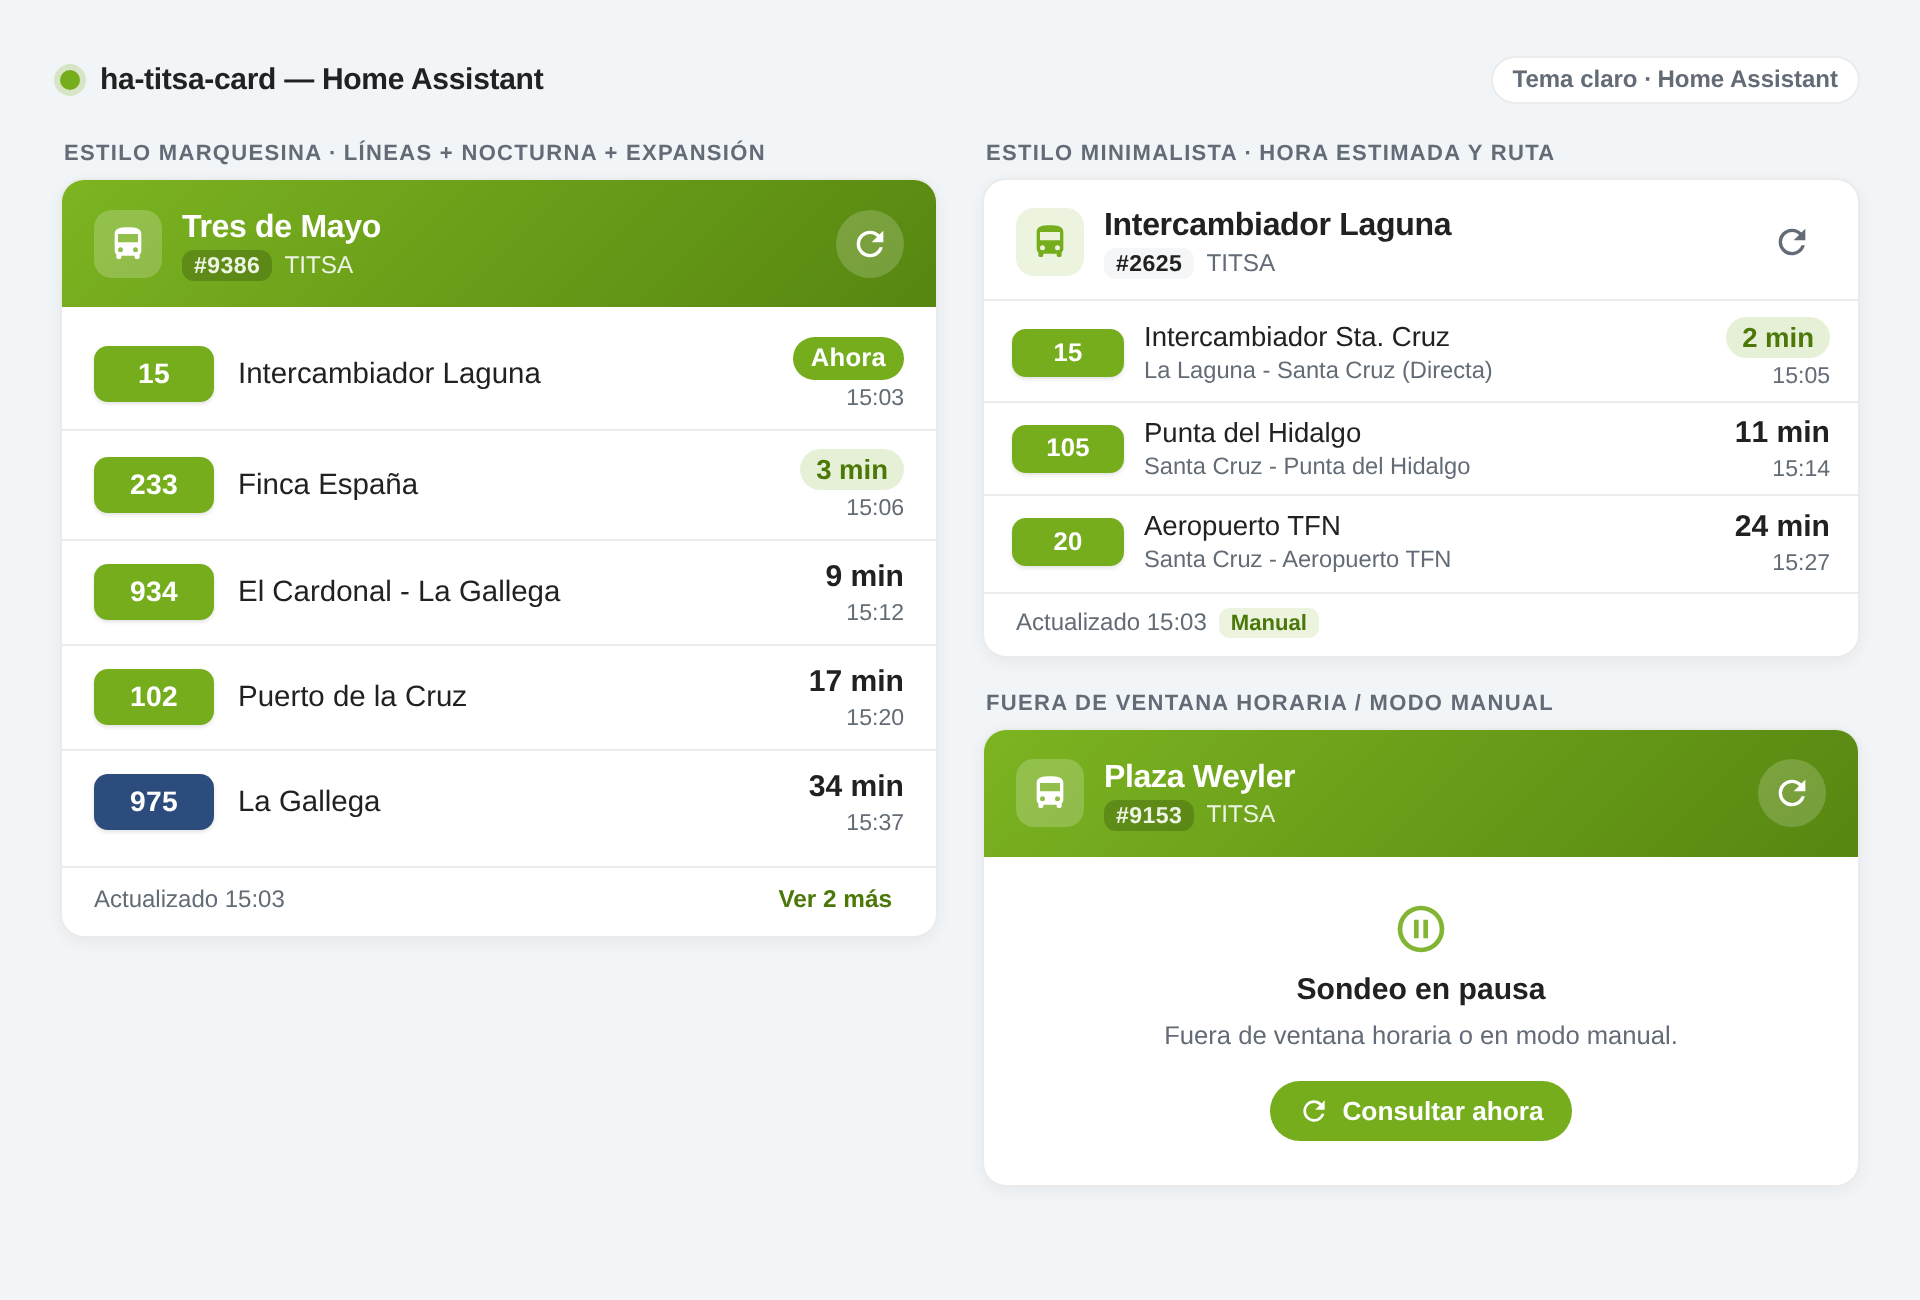 ha-titsa-card — Home Assistant
Tema claro · Home Assistant
ESTILO MARQUESINA · LÍNEAS + NOCTURNA + EXPANSIÓN
Tres de Mayo
#9386 TITSA
15 Intercambiador Laguna Ahora
15:03
233 Finca España 3 min
15:06
934 El Cardonal - La Gallega 9 min
15:12
102 Puerto de la Cruz 17 min
15:20
975 La Gallega 34 min
15:37
Actualizado 15:03 Ver 2 más
ESTILO MINIMALISTA · HORA ESTIMADA Y RUTA
Intercambiador Laguna
#2625 TITSA
15 Intercambiador Sta. Cruz 2 min
La Laguna - Santa Cruz (Directa) 15:05
105 Punta del Hidalgo 11 min
Santa Cruz - Punta del Hidalgo 15:14
20 Aeropuerto TFN 24 min
Santa Cruz - Aeropuerto TFN 15:27
Actualizado 15:03 Manual
FUERA DE VENTANA HORARIA / MODO MANUAL
Plaza Weyler
#9153 TITSA
Sondeo en pausa
Fuera de ventana horaria o en modo manual.
Consultar ahora